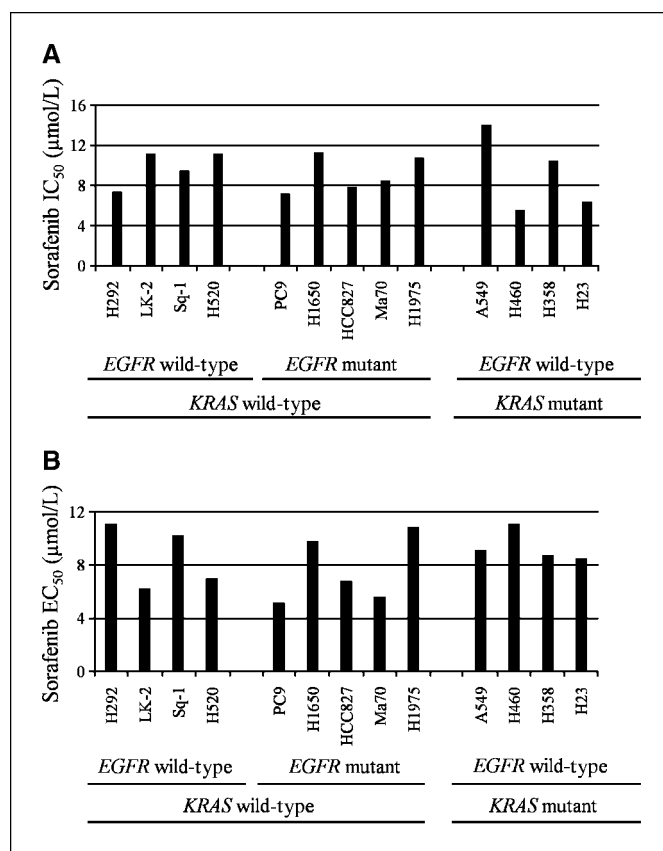 A
Sorafenib IC50 (μmol/L)
16
12
8
4
0
H292
LK-2
Sq-1
H520
PC9
H1650
HCC827
Ma70
H1975
A549
H460
H358
H23
EGFR wild-type
EGFR mutant
EGFR wild-type
KRAS wild-type
KRAS mutant
B
Sorafenib EC50 (μmol/L)
12
8
4
0
H292
LK-2
Sq-1
H520
PC9
H1650
HCC827
Ma70
H1975
A549
H460
H358
H23
EGFR wild-type
EGFR mutant
EGFR wild-type
KRAS wild-type
KRAS mutant